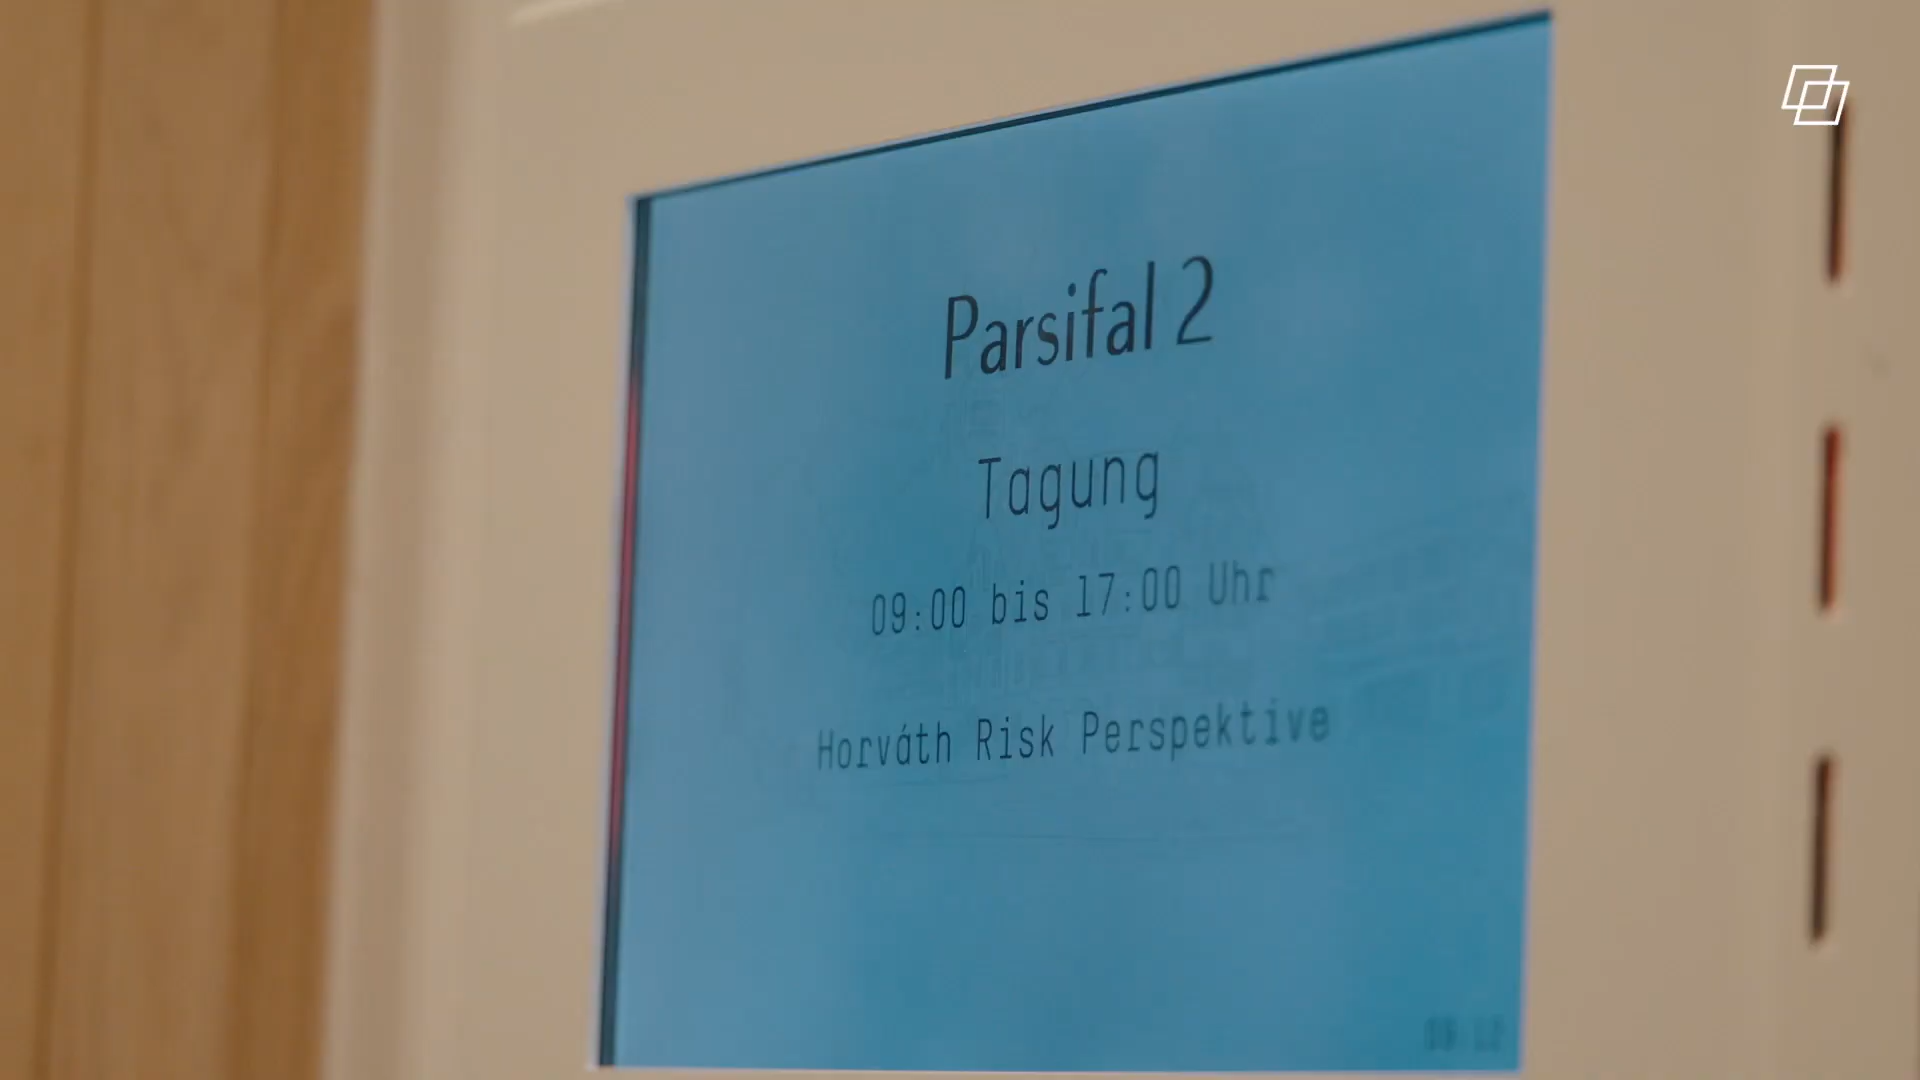 Parsifal 2
Tagung
09:00 bis 17:00 Uhr
Horváth Risk Perspektive